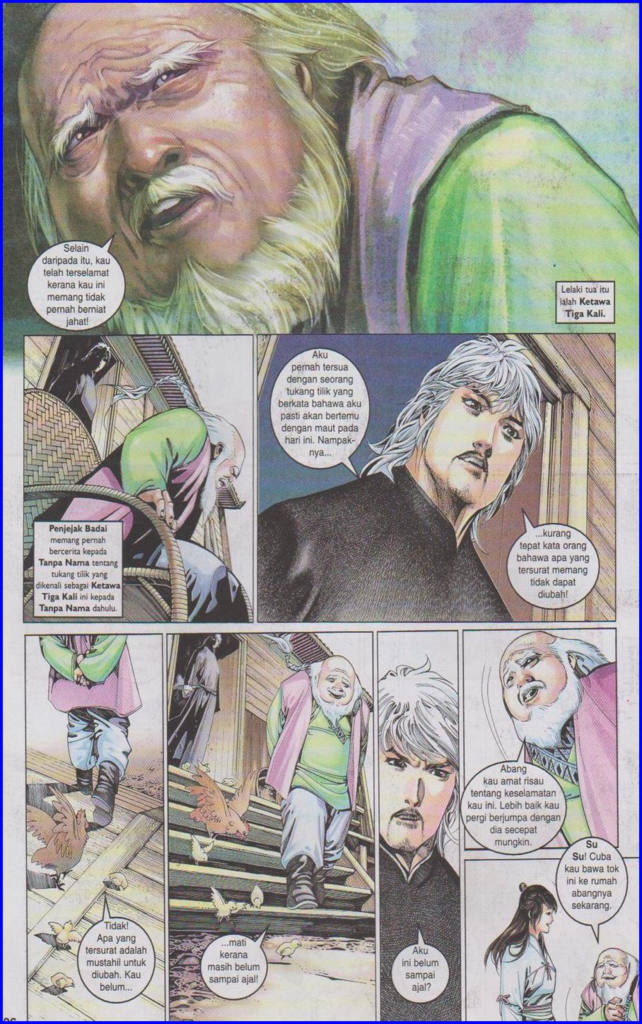 Selain
daripada itu, kau
telah terselamat
kerana kau ini
memang tidak
pernah berniat
jahat!
Lelaki tua itu
ialah Ketawa
Tiga Kali.
Penjejak Badai
memang pernah
bercerita kepada
Tanpa Nama tentang
tukang tilik yang
dikenali sebagai Ketawa
Tiga Kali ini kepada
Tanpa Nama dahulu.
Aku
pernah tersua
dengan seorang
tukang tilik yang
berkata bahawa aku
pasti akan bertemu
dengan maut pada
hari ini. Nampak-
nya...
...kurang
tepat kata orang
bahawa apa yang
tersurat memang
tidak dapat
diubah!
Tidak!
Apa yang
tersurat adalah
mustahil untuk
diubah. Kau
belum...
...mati
kerana
masih belum
sampai ajal!
Aku
ini belum
sampai
ajal?
Abang
kau amat risau
tentang keselamatan
kau ini. Lebih baik kau
pergi berjumpa dengan
dia secepat
mungkin.
Su
Su! Cuba
kau bawa tok
ini ke rumah
abangnya
sekarang.